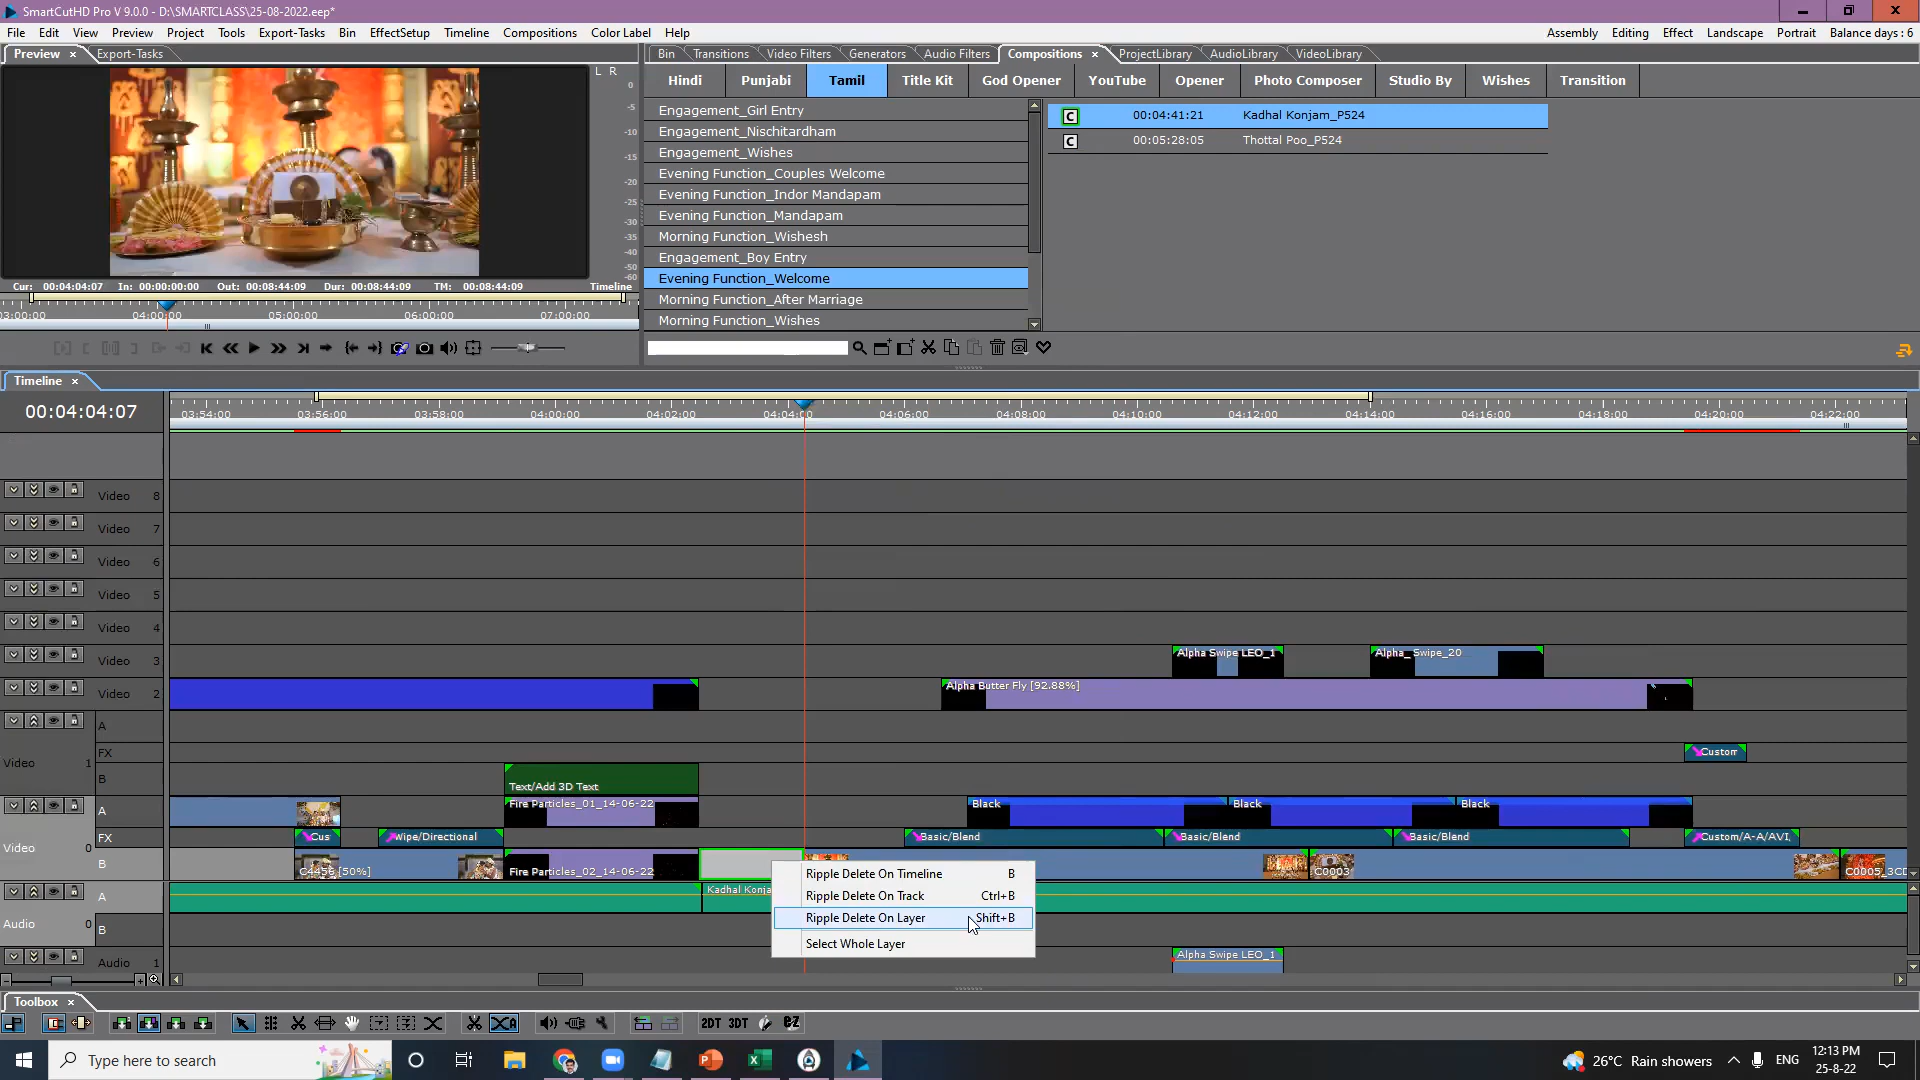 SmartCutHD Pro V 9.0.0 - D:\SMARTCLASS\25-08-2022.eep*
File Edit View Preview Project Tools Export-Tasks Bin EffectSetup Timeline Compositions Color Label Help
Assembly Editing Effect Landscape Portrait Balance days : 6
Preview x Export-Tasks
Bin Transitions Video Filters Generators Audio Filters Compositions x ProjectLibrary AudioLibrary VideoLibrary
L R
0
-5
-10
-15
-20
-25
-30
-35
-40
-50
-60
Hindi Punjabi Tamil Title Kit God Opener YouTube Opener Photo Composer Studio By Wishes Transition
Engagement_Girl Entry
Engagement_Nischitardham
Engagement_Wishes
Evening Function_Couples Welcome
Evening Function_Indor Mandapam
Evening Function_Mandapam
Morning Function_Wishesh
Engagement_Boy Entry
Evening Function_Welcome
Morning Function_After Marriage
Morning Function_Wishes
C 00:04:41:21 Kadhal Konjam_P524
C 00:05:28:05 Thottal Poo_P524
Cur: 00:04:04:07 In: 00:00:00:00 Out: 00:08:44:09 Dur: 00:08:44:09 TM: 00:08:44:09 Timeline
03:00:00 04:00:00 05:00:00 06:00:00 07:00:00
Timeline x
00:04:04:07
03:54:00 03:56:00 03:58:00 04:00:00 04:02:00 04:04:00 04:06:00 04:08:00 04:10:00 04:12:00 04:14:00 04:16:00 04:18:00 04:20:00 04:22:00
Video 8
Video 7
Video 6
Video 5
Video 4
Video 3 Alpha Swipe LEO_1 Alpha_ Swipe_20
Video 2 Alpha Butter Fly [92.88%]
A
FX Custom
Video 1
B Text/Add 3D Text
A Fire Particles_01_14-06-22 Black Black Black
FX Cus Wipe/Directional Basic/Blend Basic/Blend Basic/Blend Custom/A-A/AVI,
Video 0
B C4456 [50%] Fire Particles_02_14-06-22 C0003 C0005_3CD
A Kadhal Konja
Audio 0
B
Audio 1 Alpha Swipe LEO_1
Ripple Delete On Timeline B
Ripple Delete On Track Ctrl+B
Ripple Delete On Layer Shift+B
Select Whole Layer
Toolbox x
2DT 3DT
Type here to search
26°C Rain showers ENG 12:13 PM
25-8-22